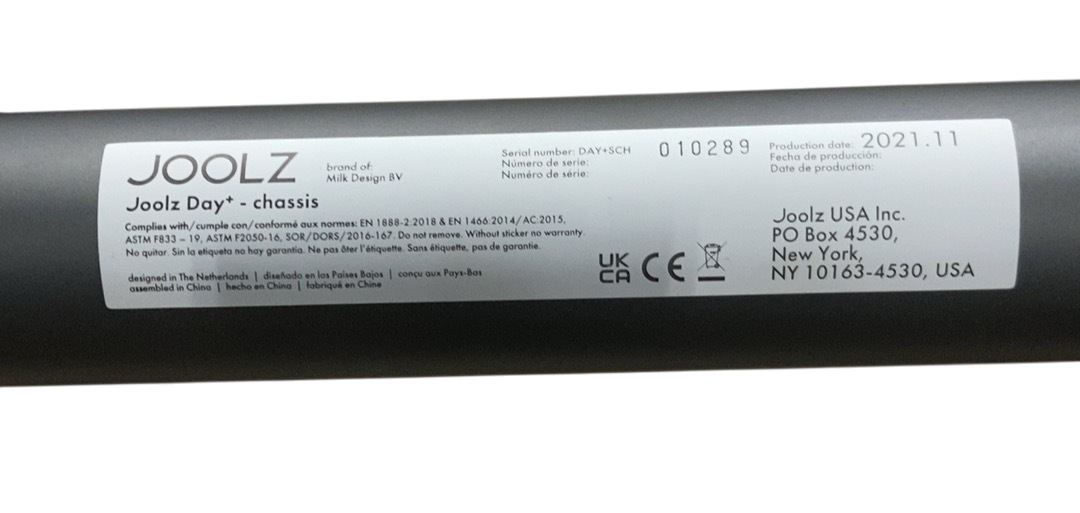 JOOLZ
brand of:
Milk Design BV
Joolz Day+ - chassis
Complies with/cumple con/conformé aux normes: EN 1888-2:2018 & EN 1466:2014/AC:2015,
ASTM F833 – 19, ASTM F2050-16, SOR/DORS/2016-167. Do not remove. Without sticker no warranty.
No quitar. Sin la etiqueta no hay garantía. Ne pas ôter l'étiquette. Sans étiquette, pas de garantie.
designed in The Netherlands | diseñado en los Países Bajos | conçu aux Pays-Bas
assembled in China | hecho en China | fabriqué en Chine
Serial number: DAY+SCH 010289
Número de serie:
Numéro de série:
Production date: 2021.11
Fecha de producción:
Date de production:
UK
CA
CE
Joolz USA Inc.
PO Box 4530,
New York,
NY 10163-4530, USA